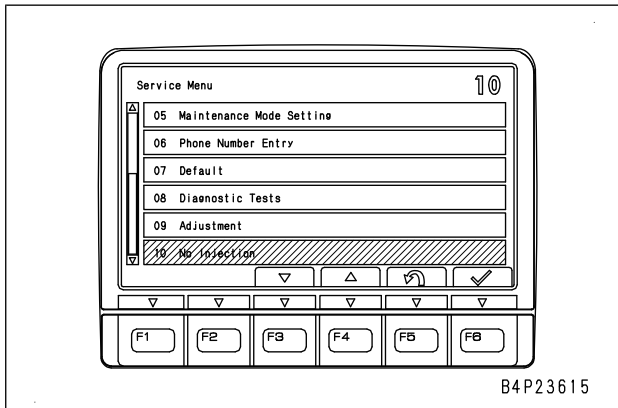 Service Menu 10
05 Maintenance Mode Setting
06 Phone Number Entry
07 Default
08 Diagnostic Tests
09 Adjustment
10 No Injection
F1 F2 F3 F4 F5 F6
B4P23615